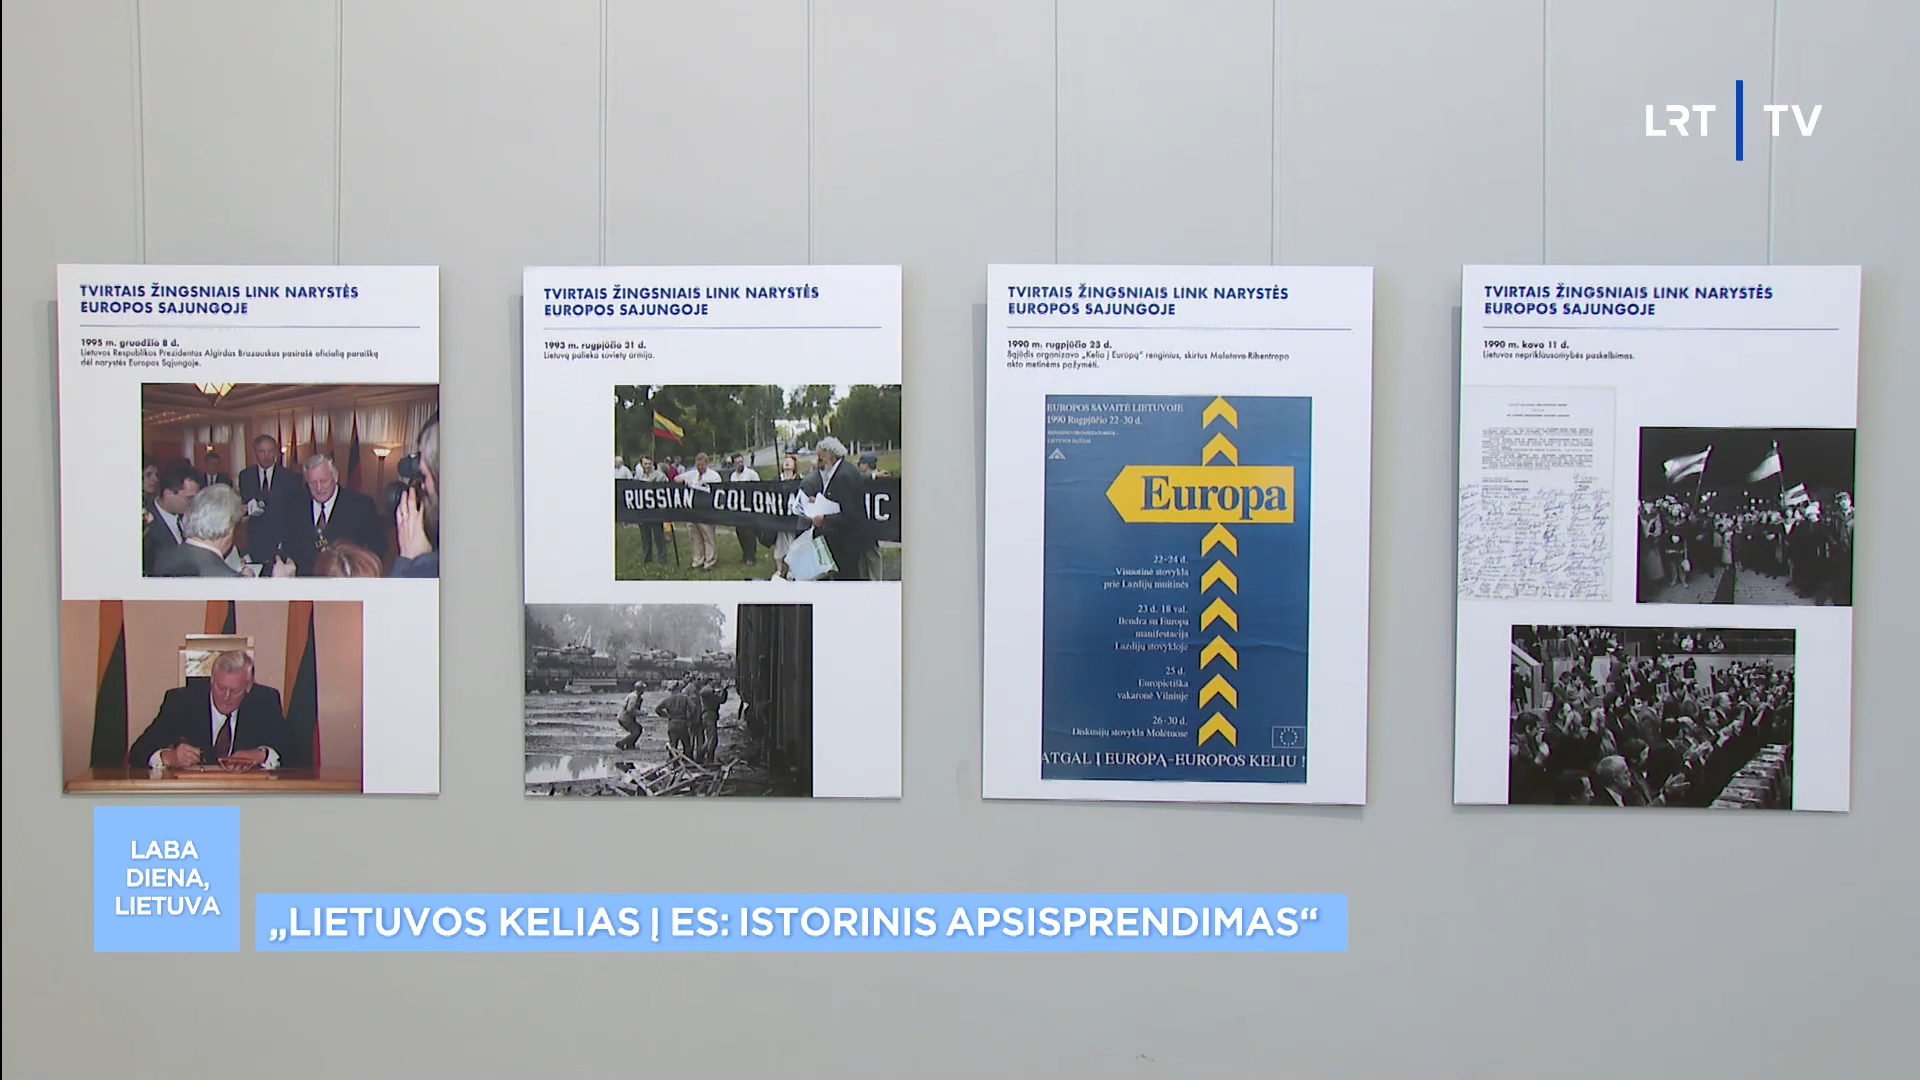 LRT TV
TVIRTAIS ŽINGSNIAIS LINK NARYSTĖS
EUROPOS SAJUNGOJE
1995 m. gruodžio 8 d.
Lietuvos Respublikos Prezidentas Algirdas Brazauskas pasirašė oficialią paraišką
dėl narystės Europos Sąjungoje.
TVIRTAIS ŽINGSNIAIS LINK NARYSTĖS
EUROPOS SAJUNGOJE
1993 m. rugpjūčio 31 d.
Lietuvą palieka sovietų armija.
RUSSIAN COLONI IC
TVIRTAIS ŽINGSNIAIS LINK NARYSTĖS
EUROPOS SAJUNGOJE
1990 m. rugpjūčio 23 d.
Sąjūdis organizavo „Kelio į Europą“ renginius, skirtus Molotovo-Ribentropo
akto metinėms pažymėti.
EUROPOS SAVAITĖ LIETUVOJE
1990 Rugpjūčio 22-30 d.
Europa
22-24 d.
Visuotinė stovykla
prie Lazdijų muitinės
23 d. 18 val.
Bendra su Europa
manifestacija
Lazdijų stovykloje
25 d.
Europietiška
vakaronė Vilniuje
26-30 d.
Diskusijų stovykla Molėtuose
ATGAL Į EUROPĄ-EUROPOS KELIU !
TVIRTAIS ŽINGSNIAIS LINK NARYSTĖS
EUROPOS SAJUNGOJE
1990 m. kovo 11 d.
Lietuvos nepriklausomybės paskelbimas.
LABA
DIENA,
LIETUVA
„LIETUVOS KELIAS Į ES: ISTORINIS APSISPRENDIMAS“